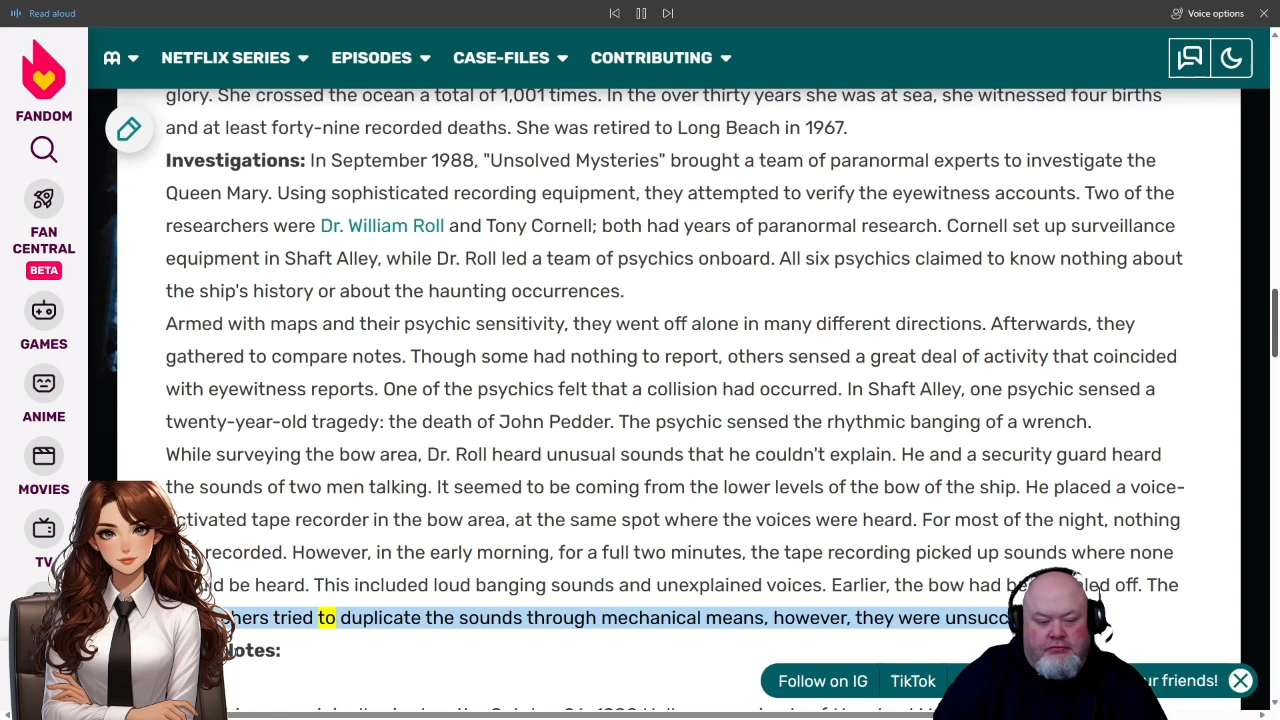 Read aloud
Voice options
NETFLIX SERIES
EPISODES
CASE-FILES
CONTRIBUTING
FANDOM
FAN
CENTRAL
BETA
GAMES
ANIME
MOVIES
TV
glory. She crossed the ocean a total of 1,001 times. In the over thirty years she was at sea, she witnessed four births
and at least forty-nine recorded deaths. She was retired to Long Beach in 1967.
Investigations: In September 1988, "Unsolved Mysteries" brought a team of paranormal experts to investigate the
Queen Mary. Using sophisticated recording equipment, they attempted to verify the eyewitness accounts. Two of the
researchers were Dr. William Roll and Tony Cornell; both had years of paranormal research. Cornell set up surveillance
equipment in Shaft Alley, while Dr. Roll led a team of psychics onboard. All six psychics claimed to know nothing about
the ship's history or about the haunting occurrences.
Armed with maps and their psychic sensitivity, they went off alone in many different directions. Afterwards, they
gathered to compare notes. Though some had nothing to report, others sensed a great deal of activity that coincided
with eyewitness reports. One of the psychics felt that a collision had occurred. In Shaft Alley, one psychic sensed a
twenty-year-old tragedy: the death of John Pedder. The psychic sensed the rhythmic banging of a wrench.
While surveying the bow area, Dr. Roll heard unusual sounds that he couldn't explain. He and a security guard heard
the sounds of two men talking. It seemed to be coming from the lower levels of the bow of the ship. He placed a voice-
tape recorder in the bow area, at the same spot where the voices were heard. For most of the night, nothing
recorded. However, in the early morning, for a full two minutes, the tape recording picked up sounds where none
be heard. This included loud banging sounds and unexplained voices. Earlier, the bow had off. The
tried to duplicate the sounds through mechanical means, however, they were
Notes:
Follow on IG
TikTok
friends!